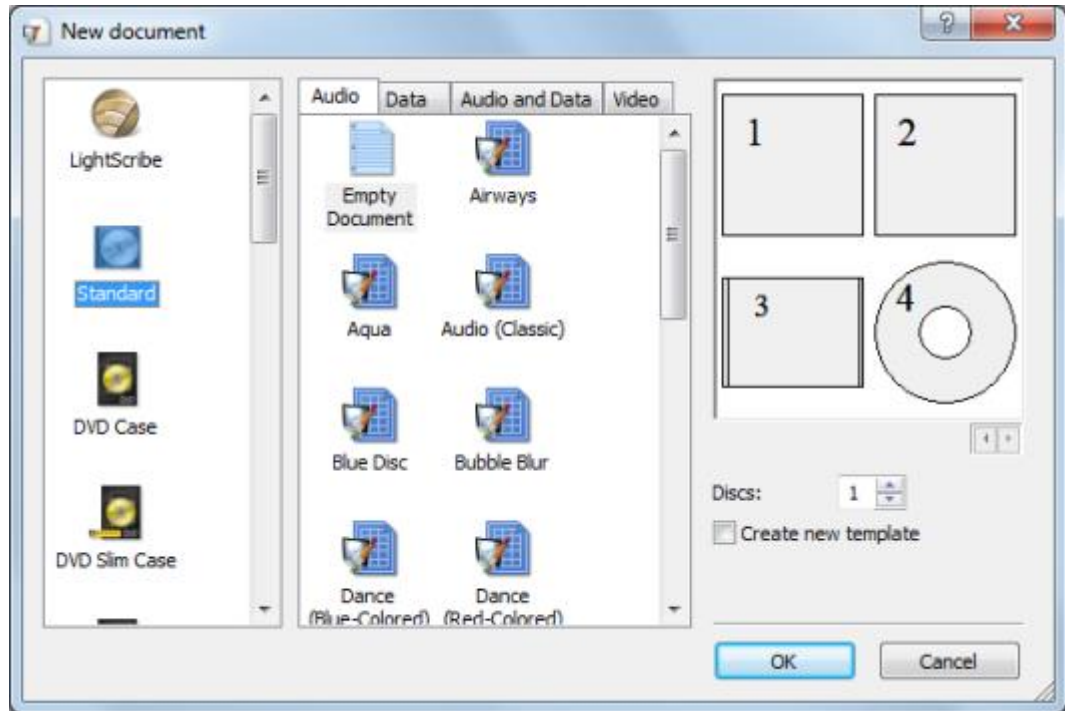 New document
LightScribe
Standard
DVD Case
DVD Slim Case
Audio
Data
Audio and Data
Video
Empty
Document
Airways
Aqua
Audio (Classic)
Blue Disc
Bubble Blur
Dance
(Blue-Colored)
Dance
(Red-Colored)
1
2
3
4
Discs:
1
Create new template
OK
Cancel